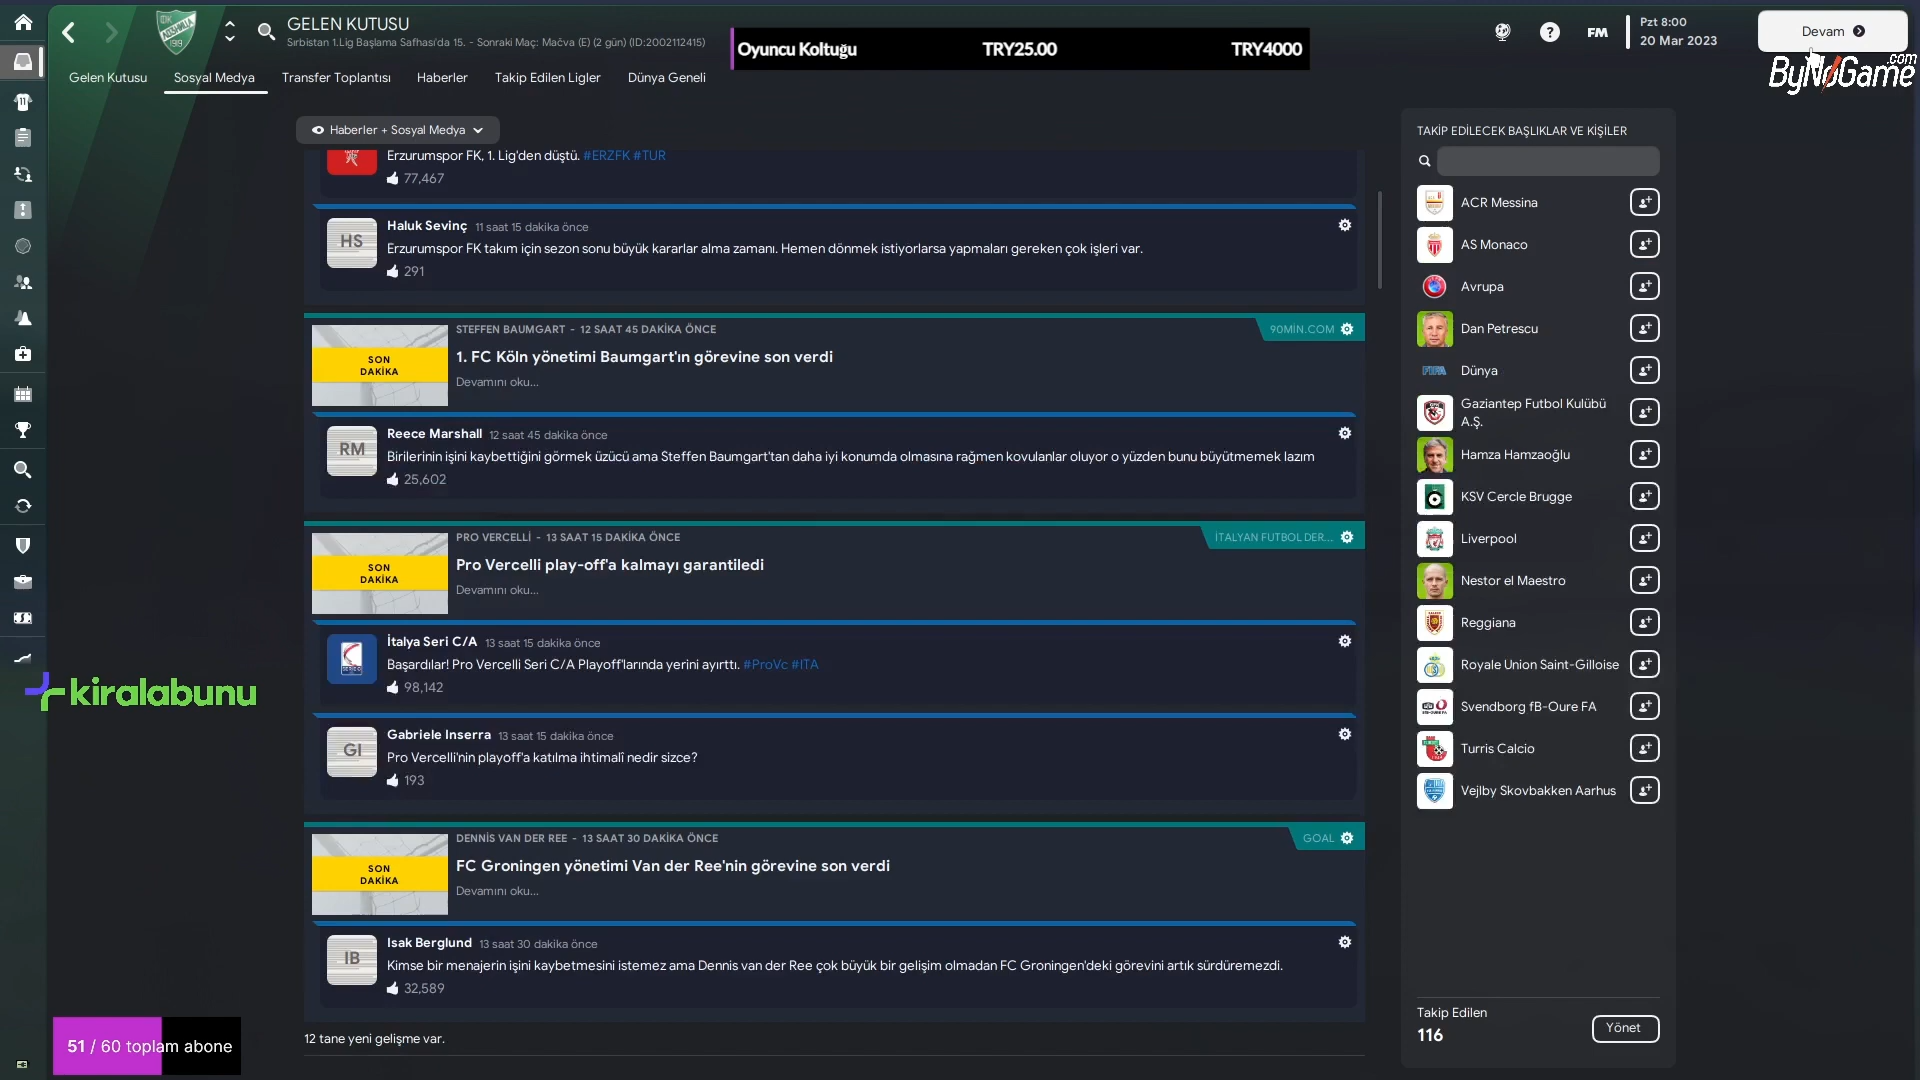 GELEN KUTUSU
Sırbistan 1.Lig Başlama Safhası'da 15. - Sonraki Maç: Mačva (E) (2 gün) (ID:2002112415)
Oyuncu Koltuğu TRY25.00 TRY4000
FM
Pzt 8:00
20 Mar 2023
Devam
ByNoGame.com
Gelen Kutusu Sosyal Medya Transfer Toplantısı Haberler Takip Edilen Ligler Dünya Geneli
Haberler + Sosyal Medya
Erzurumspor FK, 1. Lig'den düştü. #ERZFK #TUR
77,467
HS
Haluk Sevinç 11 saat 15 dakika önce
Erzurumspor FK takım için sezon sonu büyük kararlar alma zamanı. Hemen dönmek istiyorlarsa yapmaları gereken çok işleri var.
291
SON DAKİKA
STEFFEN BAUMGART - 12 SAAT 45 DAKİKA ÖNCE
90MİN.COM
1. FC Köln yönetimi Baumgart'ın görevine son verdi
Devamını oku...
RM
Reece Marshall 12 saat 45 dakika önce
Birilerinin işini kaybettiğini görmek üzücü ama Steffen Baumgart'tan daha iyi konumda olmasına rağmen kovulanlar oluyor o yüzden bunu büyütmemek lazım
25,602
SON DAKİKA
PRO VERCELLİ - 13 SAAT 15 DAKİKA ÖNCE
İTALYAN FUTBOL DER...
Pro Vercelli play-off'a kalmayı garantiledi
Devamını oku...
İtalya Seri C/A 13 saat 15 dakika önce
Başardılar! Pro Vercelli Seri C/A Playoff'larında yerini ayırttı. #ProVc #ITA
98,142
GI
Gabriele Inserra 13 saat 15 dakika önce
Pro Vercelli'nin playoff'a katılma ihtimalî nedir sizce?
193
SON DAKİKA
DENNİS VAN DER REE - 13 SAAT 30 DAKİKA ÖNCE
GOAL
FC Groningen yönetimi Van der Ree'nin görevine son verdi
Devamını oku...
IB
Isak Berglund 13 saat 30 dakika önce
Kimse bir menajerin işini kaybetmesini istemez ama Dennis van der Ree çok büyük bir gelişim olmadan FC Groningen'deki görevini artık sürdüremezdi.
32,589
12 tane yeni gelişme var.
TAKİP EDİLECEK BAŞLIKLAR VE KİŞİLER
ACR Messina
AS Monaco
Avrupa
Dan Petrescu
Dünya
Gaziantep Futbol Kulübü A.Ş.
Hamza Hamzaoğlu
KSV Cercle Brugge
Liverpool
Nestor el Maestro
Reggiana
Royale Union Saint-Gilloise
Svendborg fB-Oure FA
Turris Calcio
Vejlby Skovbakken Aarhus
Takip Edilen
116
Yönet
kiralabunu
51 / 60 toplam abone